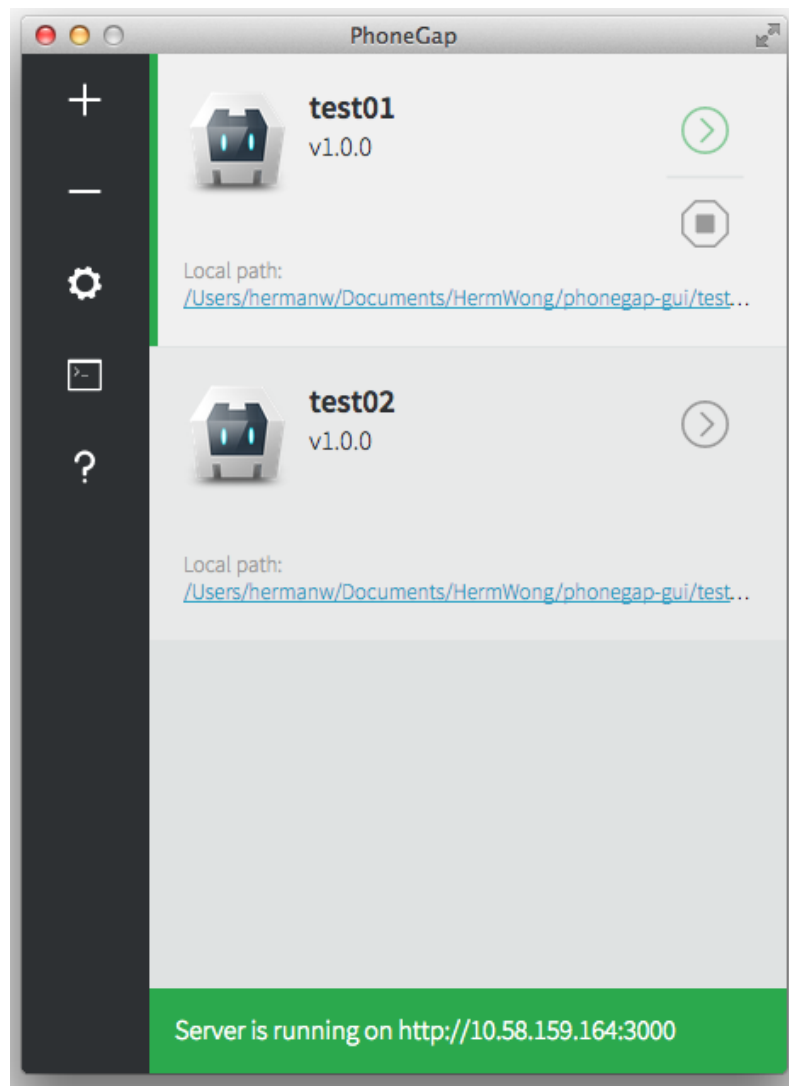 PhoneGap
test01
v1.0.0
Local path:
/Users/hermanw/Documents/HermWong/phonegap-gui/test...
test02
v1.0.0
Local path:
/Users/hermanw/Documents/HermWong/phonegap-gui/test...
Server is running on http://10.58.159.164:3000